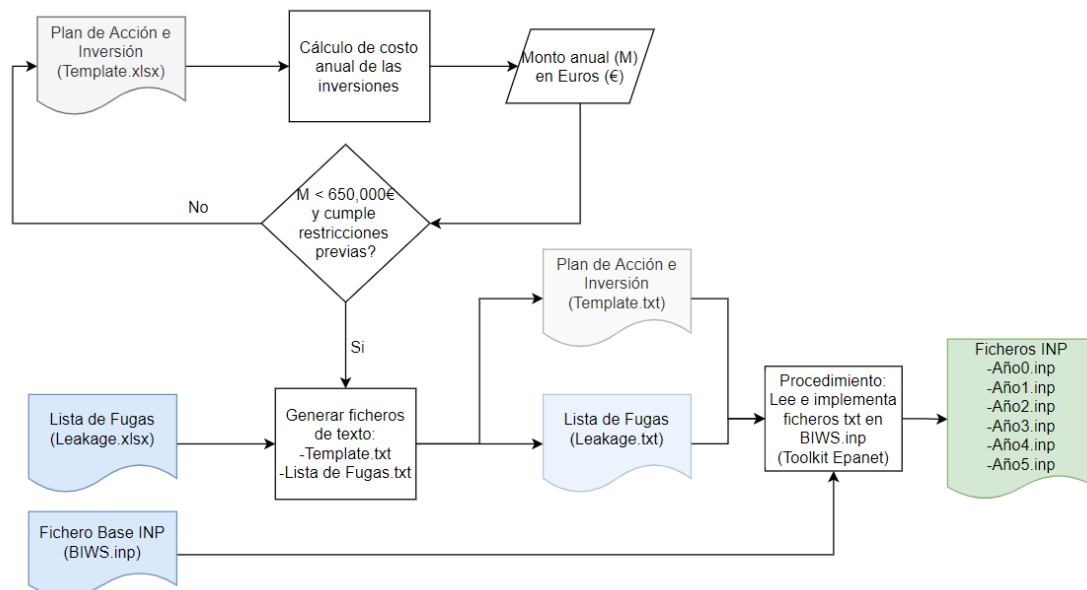 Plan de Acción e
Inversión
(Template.xlsx)
Cálculo de costo
anual de las
inversiones
Monto anual (M)
en Euros (€)
M < 650,000€
y cumple
restricciones
previas?
No
Si
Plan de Acción e
Inversión
(Template.txt)
Lista de Fugas
(Leakage.xlsx)
Generar ficheros
de texto:
-Template.txt
-Lista de Fugas.txt
Lista de Fugas
(Leakage.txt)
Procedimiento:
Lee e implementa
ficheros txt en
BIWS.inp
(Toolkit Epanet)
Ficheros INP
-Año0.inp
-Año1.inp
-Año2.inp
-Año3.inp
-Año4.inp
-Año5.inp
Fichero Base INP
(BIWS.inp)